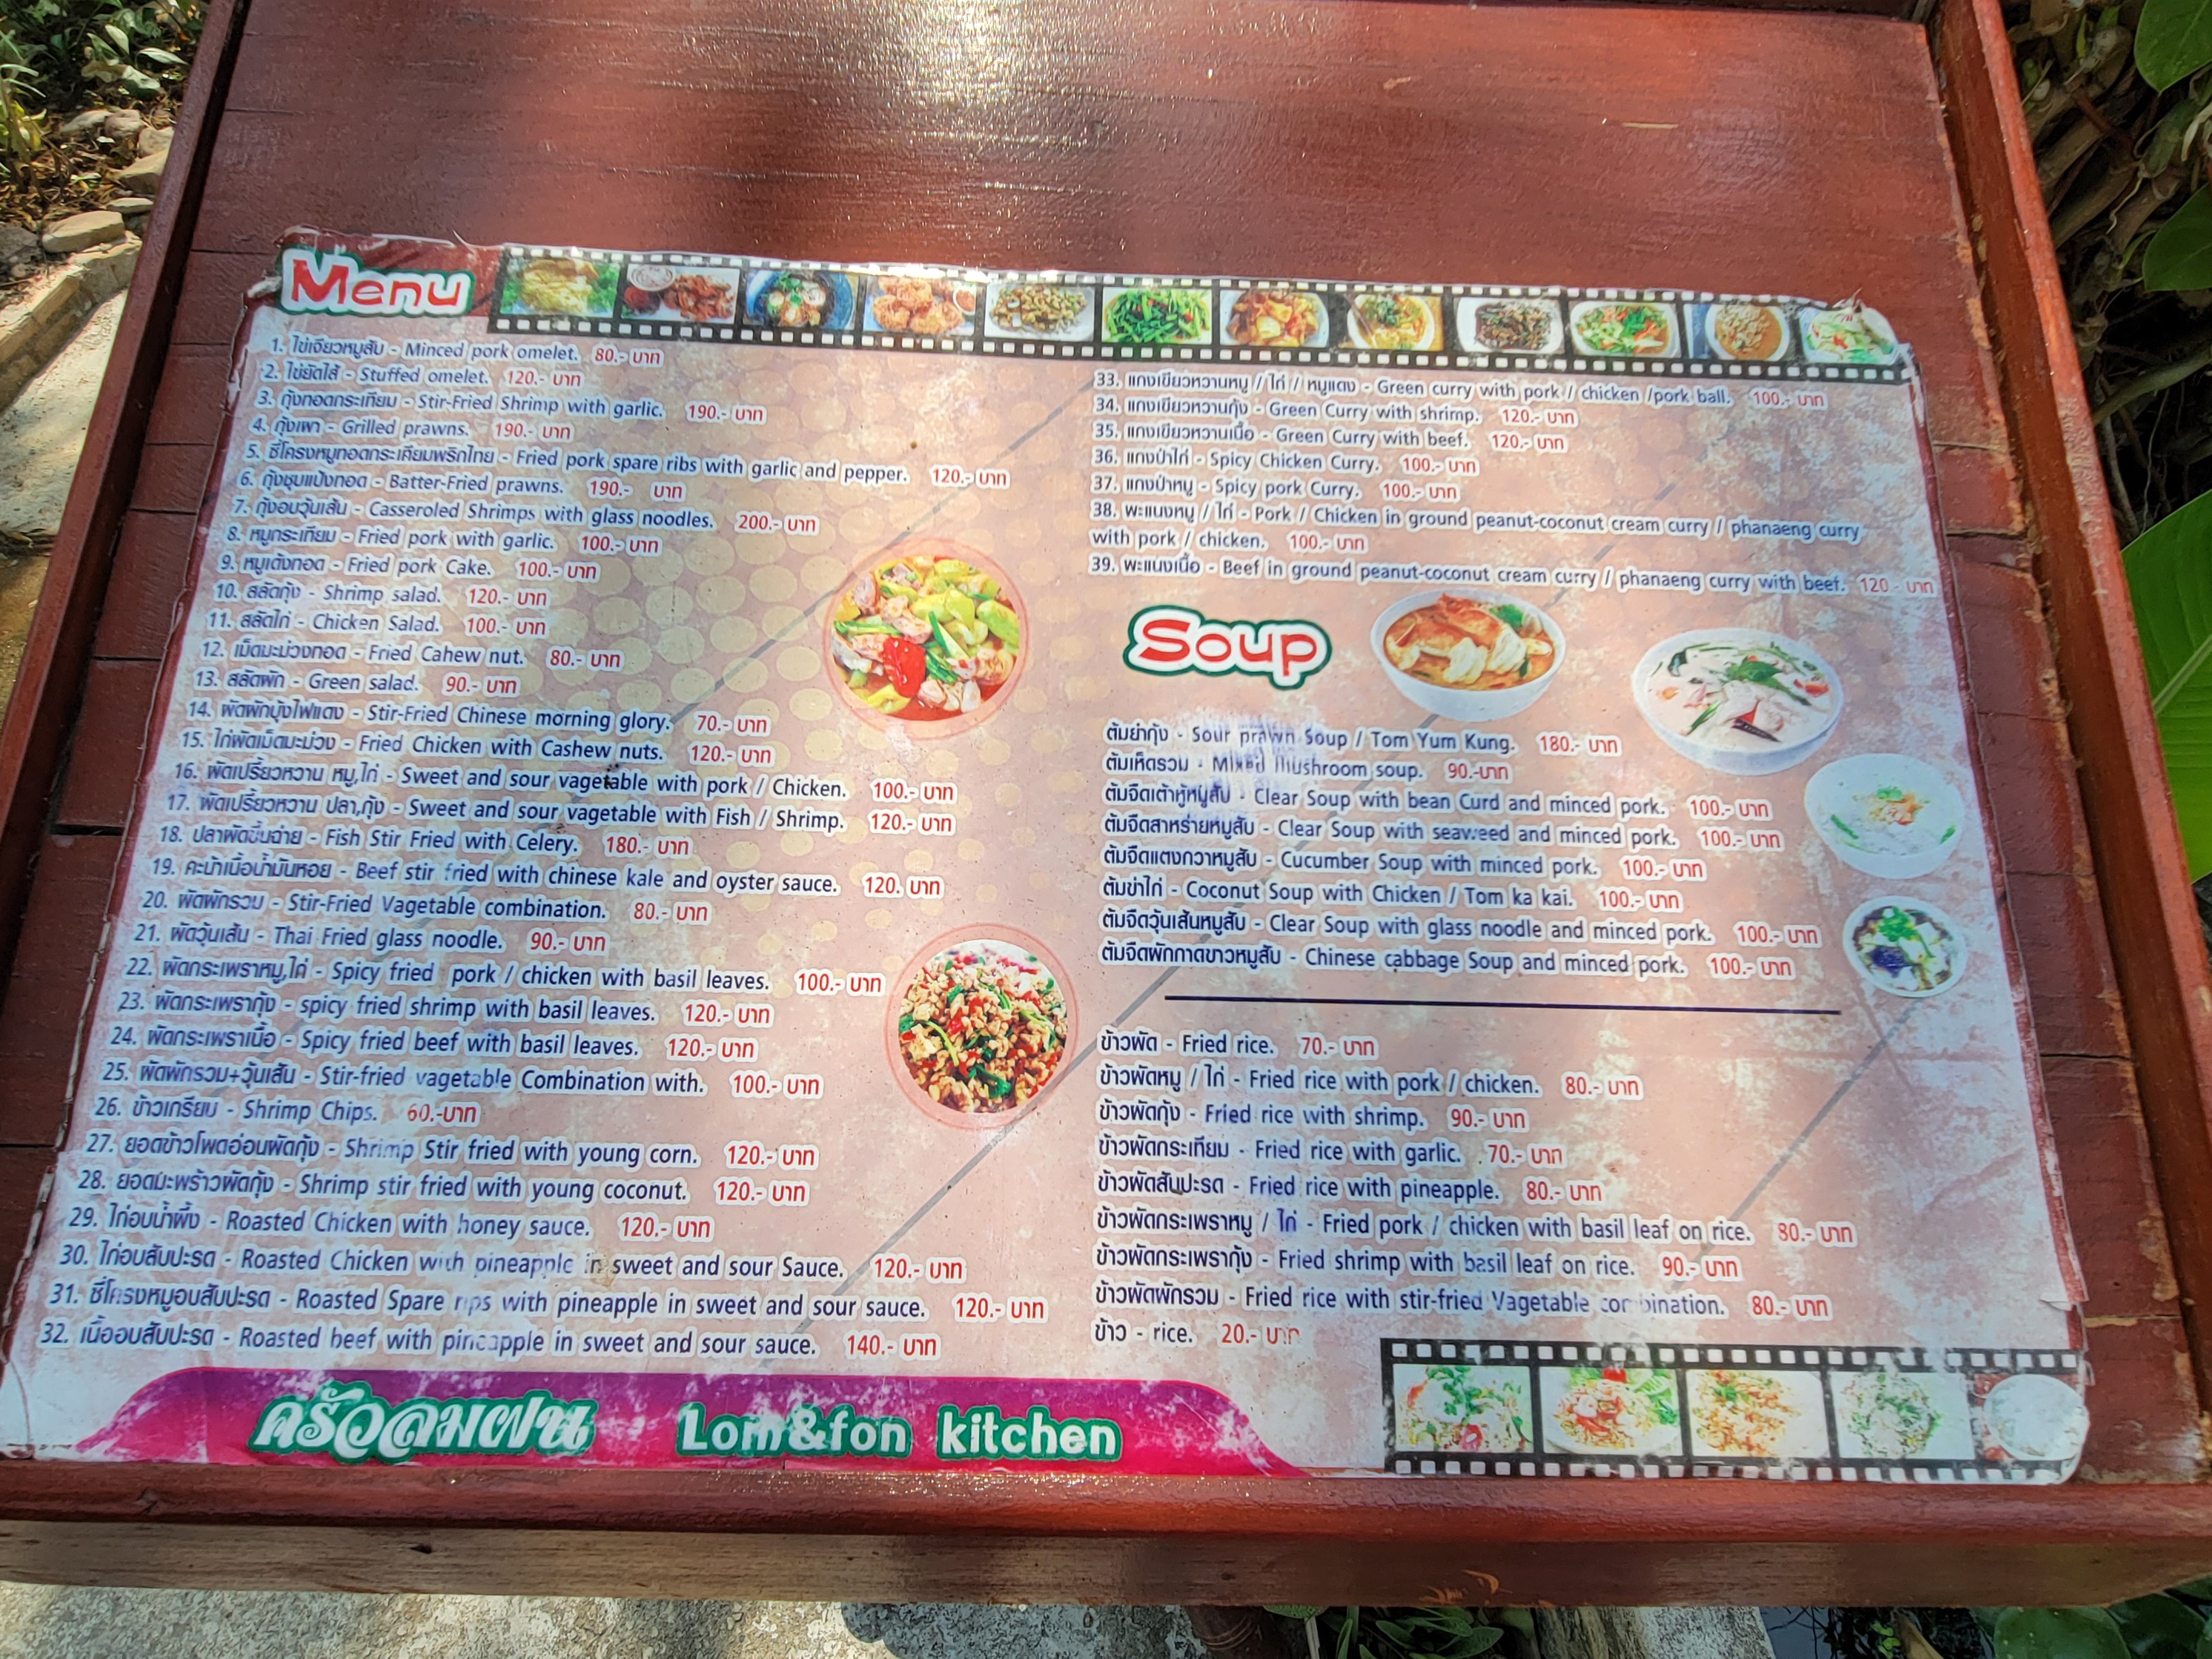 Menu
1. ไข่เจียวหมูสับ - Minced pork omelet. 80.- บาท
2. ไข่ยัดไส้ - Stuffed omelet. 120.- บาท
3. กุ้งทอดกระเทียม - Stir-Fried Shrimp with garlic. 190.- บาท
4. กุ้งเผา - Grilled prawns. 190.- บาท
5. ซี่โครงหมูทอดกระเทียมพริกไทย - Fried pork spare ribs with garlic and pepper. 120.- บาท
6. กุ้งชุบแป้งทอด - Batter-Fried prawns. 190.- บาท
7. กุ้งอบวุ้นเส้น - Casseroled Shrimps with glass noodles. 200.- บาท
8. หมูกระเทียม - Fried pork with garlic. 100.- บาท
9. หมูเด้งทอด - Fried pork Cake. 100.- บาท
10. สลัดกุ้ง - Shrimp salad. 120.- บาท
11. สลัดไก่ - Chicken Salad. 100.- บาท
12. เม็ดมะม่วงทอด - Fried Cahew nut. 80.- บาท
13. สลัดผัก - Green salad. 90.- บาท
14. ผัดผักบุ้งไฟแดง - Stir-Fried Chinese morning glory. 70.- บาท
15. ไก่ผัดเม็ดมะม่วง - Fried Chicken with Cashew nuts. 120.- บาท
16. ผัดเปรี้ยวหวาน หมู,ไก่ - Sweet and sour vagetable with pork / Chicken. 100.- บาท
17. ผัดเปรี้ยวหวาน ปลา,กุ้ง - Sweet and sour vagetable with Fish / Shrimp. 120.- บาท
18. ปลาผัดขึ้นฉ่าย - Fish Stir Fried with Celery. 180.- บาท
19. คะน้าเนื้อน้ำมันหอย - Beef stir fried with chinese kale and oyster sauce. 120. บาท
20. ผัดผักรวม - Stir-Fried Vagetable combination. 80.- บาท
21. ผัดวุ้นเส้น - Thai Fried glass noodle. 90.- บาท
22. ผัดกระเพราหมู,ไก่ - Spicy fried pork / chicken with basil leaves. 100.- บาท
23. ผัดกระเพรากุ้ง - spicy fried shrimp with basil leaves. 120.- บาท
24. ผัดกระเพราเนื้อ - Spicy fried beef with basil leaves. 120.- บาท
25. ผัดผักรวม+วุ้นเส้น - Stir-fried vagetable Combination with. 100.- บาท
26. ข้าวเกรียบ - Shrimp Chips. 60.-บาท
27. ยอดข้าวโพดอ่อนผัดกุ้ง - Shrimp Stir fried with young corn. 120.- บาท
28. ยอดมะพร้าวผัดกุ้ง - Shrimp stir fried with young coconut. 120.- บาท
29. ไก่อบน้ำผึ้ง - Roasted Chicken with honey sauce. 120.- บาท
30. ไก่อบสับปะรด - Roasted Chicken with pineapple in sweet and sour Sauce. 120.- บาท
31. ซี่โครงหมูอบสับปะรด - Roasted Spare rips with pineapple in sweet and sour sauce. 120.- บาท
32. เนื้ออบสับปะรด - Roasted beef with pineapple in sweet and sour sauce. 140.- บาท
33. แกงเขียวหวานหมู / ไก่ / หมูแดง - Green curry with pork / chicken /pork ball. 100.- บาท
34. แกงเขียวหวานกุ้ง - Green Curry with shrimp. 120.- บาท
35. แกงเขียวหวานเนื้อ - Green Curry with beef. 120.- บาท
36. แกงป่าไก่ - Spicy Chicken Curry. 100.- บาท
37. แกงป่าหมู - Spicy pork Curry. 100.- บาท
38. พะแนงหมู / ไก่ - Pork / Chicken in ground peanut-coconut cream curry / phanaeng curry
with pork / chicken. 100.- บาท
39. พะแนงเนื้อ - Beef in ground peanut-coconut cream curry / phanaeng curry with beef. 120 - บาท
Soup
ต้มยำกุ้ง - Sour prawn Soup / Tom Yum Kung. 180.- บาท
ต้มเห็ดรวม - Mixed mushroom soup. 90.-บาท
ต้มจืดเต้าหู้หมูสับ - Clear Soup with bean Curd and minced pork. 100.- บาท
ต้มจืดสาหร่ายหมูสับ - Clear Soup with seaweed and minced pork. 100.- บาท
ต้มจืดแตงกวาหมูสับ - Cucumber Soup with minced pork. 100.- บาท
ต้มข่าไก่ - Coconut Soup with Chicken / Tom ka kai. 100.- บาท
ต้มจืดวุ้นเส้นหมูสับ - Clear Soup with glass noodle and minced pork. 100.- บาท
ต้มจืดผักกาดขาวหมูสับ - Chinese cabbage Soup and minced pork. 100.- บาท
ข้าวผัด - Fried rice. 70.- บาท
ข้าวผัดหมู / ไก่ - Fried rice with pork / chicken. 80.- บาท
ข้าวผัดกุ้ง - Fried rice with shrimp. 90.- บาท
ข้าวผัดกระเทียม - Fried rice with garlic. 70.- บาท
ข้าวผัดสับปะรด - Fried rice with pineapple. 80.- บาท
ข้าวผัดกระเพราหมู / ไก่ - Fried pork / chicken with basil leaf on rice. 80.- บาท
ข้าวผัดกระเพรากุ้ง - Fried shrimp with basil leaf on rice. 90.- บาท
ข้าวผัดผักรวม - Fried rice with stir-fried Vagetable combination. 80.- บาท
ข้าว - rice. 20.- บาท
ครัวลมฝน Lom&fon kitchen